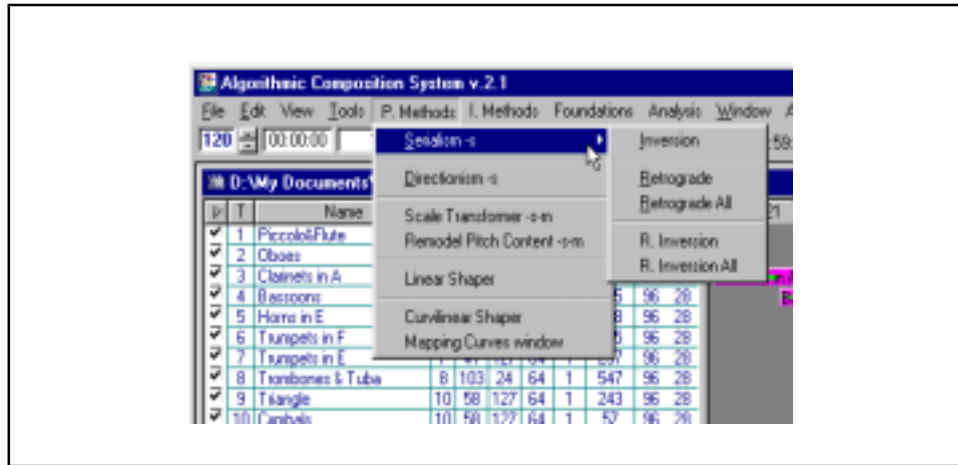 Algorithmic Composition System v.2.1
File Edit View Tools P. Methods I. Methods Foundations Analysis Window A
120 00:00:00 :59:
Serialism -s
Directionism -s
Scale Transformer -s-m
Remodel Pitch Content -s-m
Linear Shaper
Curvilinear Shaper
Mapping Curves window
Inversion
Retrograde
Retrograde All
R. Inversion
R. Inversion All
D:\My Documents\
T Name 21
1 Piccolo&Flute
2 Oboes
3 Clarinets in A
4 Bassoons 96 28
5 Horns in E 96 28
6 Trumpets in F 96 28
7 Trumpets in E 96 28
8 Trombones & Tuba 8 103 24 64 1 547 96 28
9 Triangle 10 58 127 64 1 243 96 28
10 Cymbals 10 58 127 64 1 57 96 28